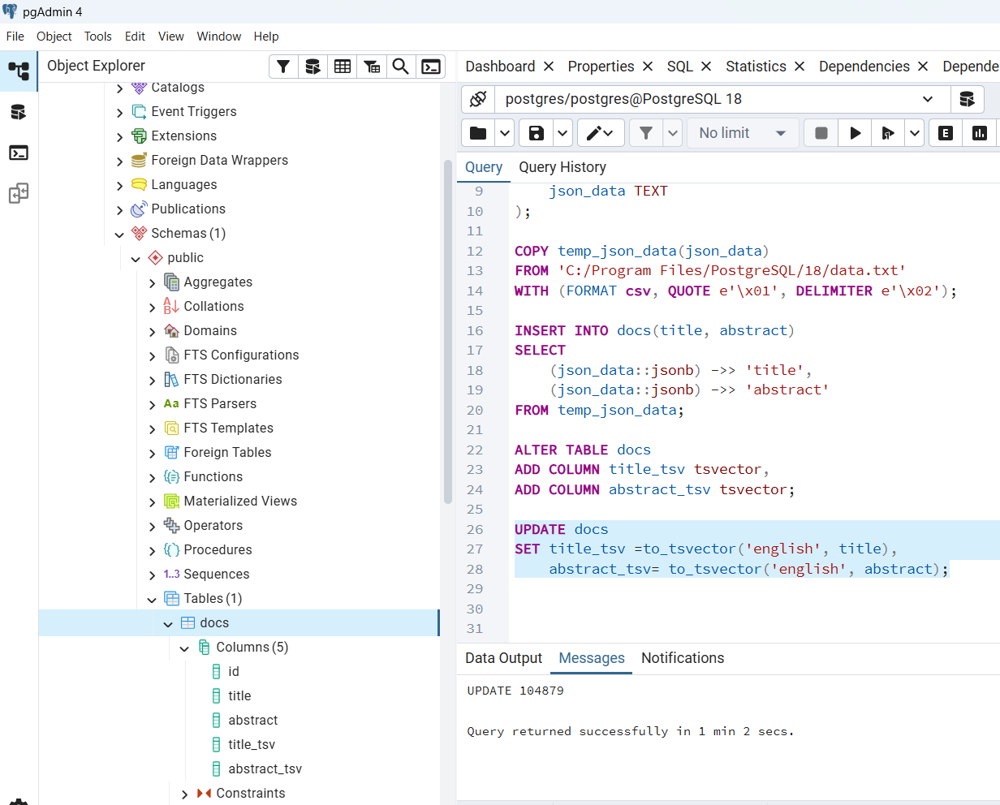 pgAdmin 4
File Object Tools Edit View Window Help
Object Explorer
Catalogs
Event Triggers
Extensions
Foreign Data Wrappers
Languages
Publications
Schemas (1)
public
Aggregates
Collations
Domains
FTS Configurations
FTS Dictionaries
Aa FTS Parsers
FTS Templates
Foreign Tables
Functions
Materialized Views
Operators
Procedures
1..3 Sequences
Tables (1)
docs
Columns (5)
id
title
abstract
title_tsv
abstract_tsv
Constraints
Dashboard Properties SQL Statistics Dependencies Depende
postgres/postgres@PostgreSQL 18
No limit E
Query Query History
9 json_data TEXT
10 );
11
12 COPY temp_json_data(json_data)
13 FROM 'C:/Program Files/PostgreSQL/18/data.txt'
14 WITH (FORMAT csv, QUOTE e'\x01', DELIMITER e'\x02');
15
16 INSERT INTO docs(title, abstract)
17 SELECT
18 (json_data::jsonb) ->> 'title',
19 (json_data::jsonb) ->> 'abstract'
20 FROM temp_json_data;
21
22 ALTER TABLE docs
23 ADD COLUMN title_tsv tsvector,
24 ADD COLUMN abstract_tsv tsvector;
25
26 UPDATE docs
27 SET title_tsv =to_tsvector('english', title),
28 abstract_tsv= to_tsvector('english', abstract);
29
30
31
Data Output Messages Notifications
UPDATE 104879
Query returned successfully in 1 min 2 secs.